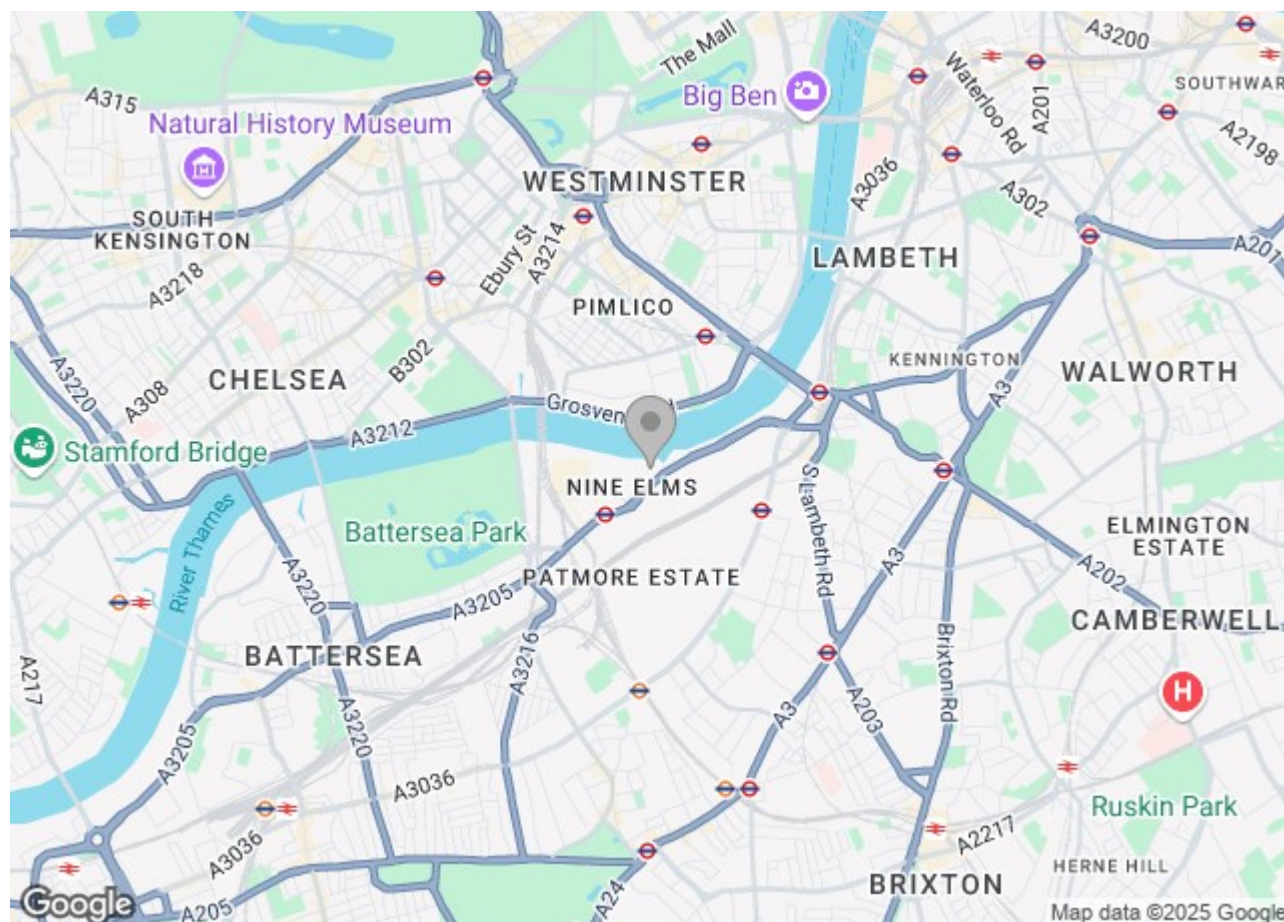 The Mall
A3200
A315
Big Ben
Waterloo Rd
A201
SOUTHWAR
Natural History Museum
A2198
WESTMINSTER
A3036
A302
SOUTH
KENSINGTON
Ebury St
A3214
LAMBETH
A201
A3218
PIMLICO
B302
KENNINGTON
A3220
A308
CHELSEA
WALWORTH
A3
Grosven
A3212
Stamford Bridge
NINE ELMS
S Lambeth Rd
River Thames
Battersea Park
ELMINGTON
ESTATE
PATMORE ESTATE
A3220
A3205
A3
A202
CAMBERWELL
BATTERSEA
A3216
Brixton Rd
A217
H
A3205
A3220
A3
A203
A3036
Ruskin Park
A3036
A2217
HERNE HILL
BRIXTON
A24
A205
Google
Map data ©2025 Google